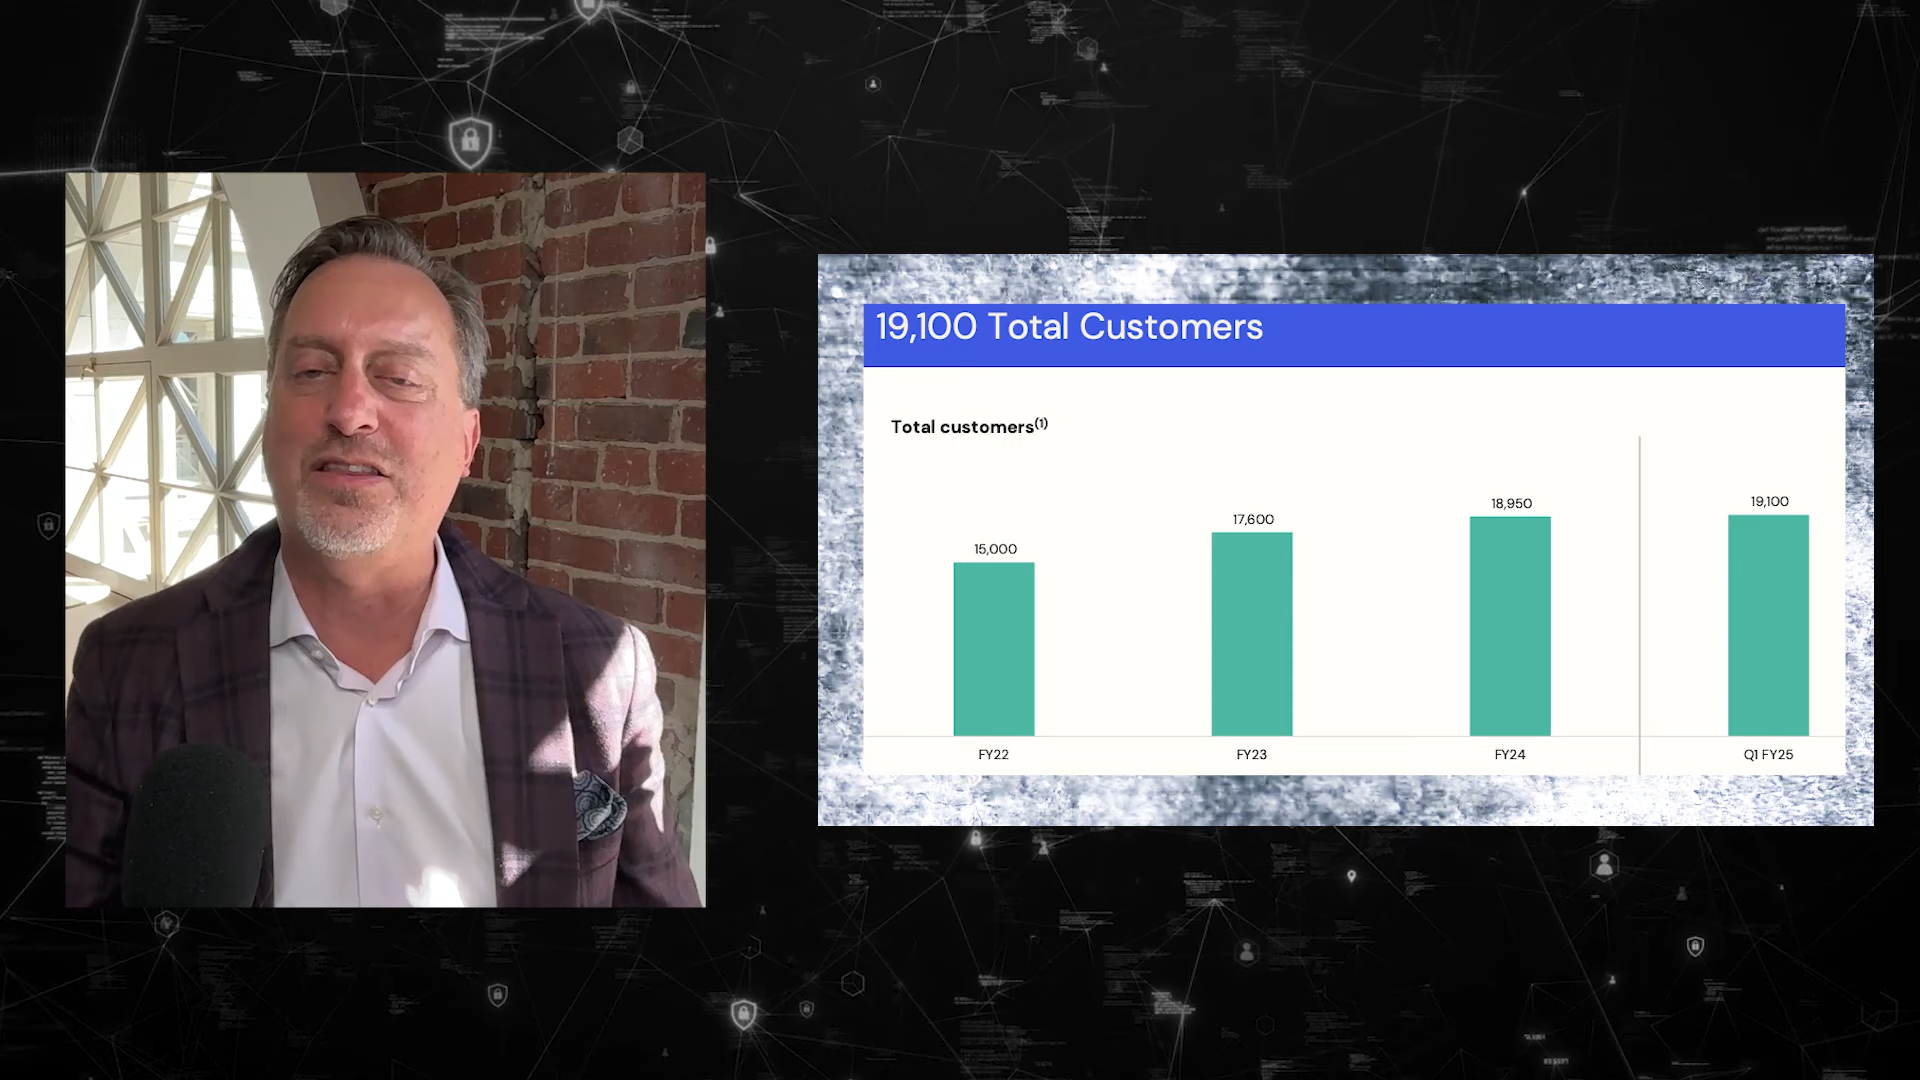 19,100 Total Customers
Total customers(1)
15,000
17,600
18,950
19,100
FY22
FY23
FY24
Q1 FY25